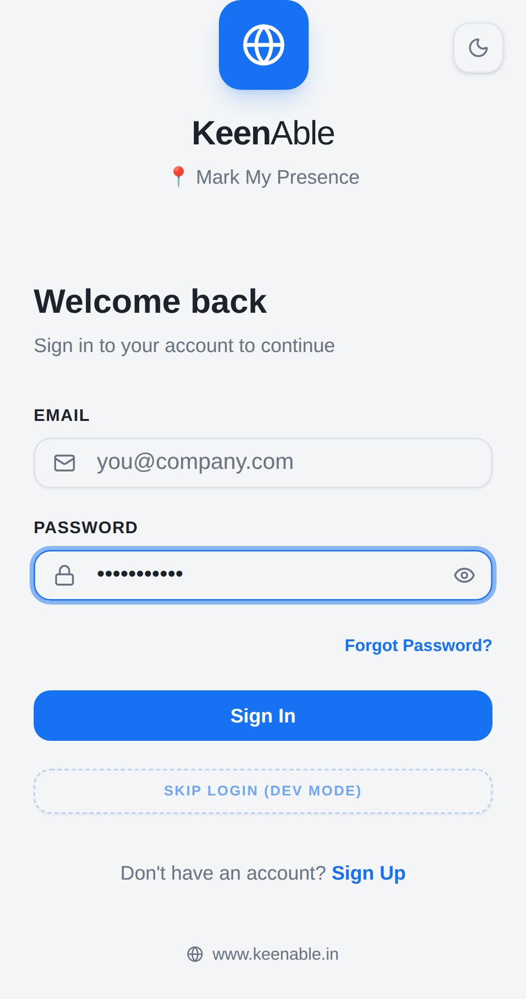 KeenAble
📍 Mark My Presence
Welcome back
Sign in to your account to continue
EMAIL
you@company.com
PASSWORD
•••••••••••
Forgot Password?
Sign In
SKIP LOGIN (DEV MODE)
Don't have an account? Sign Up
www.keenable.in